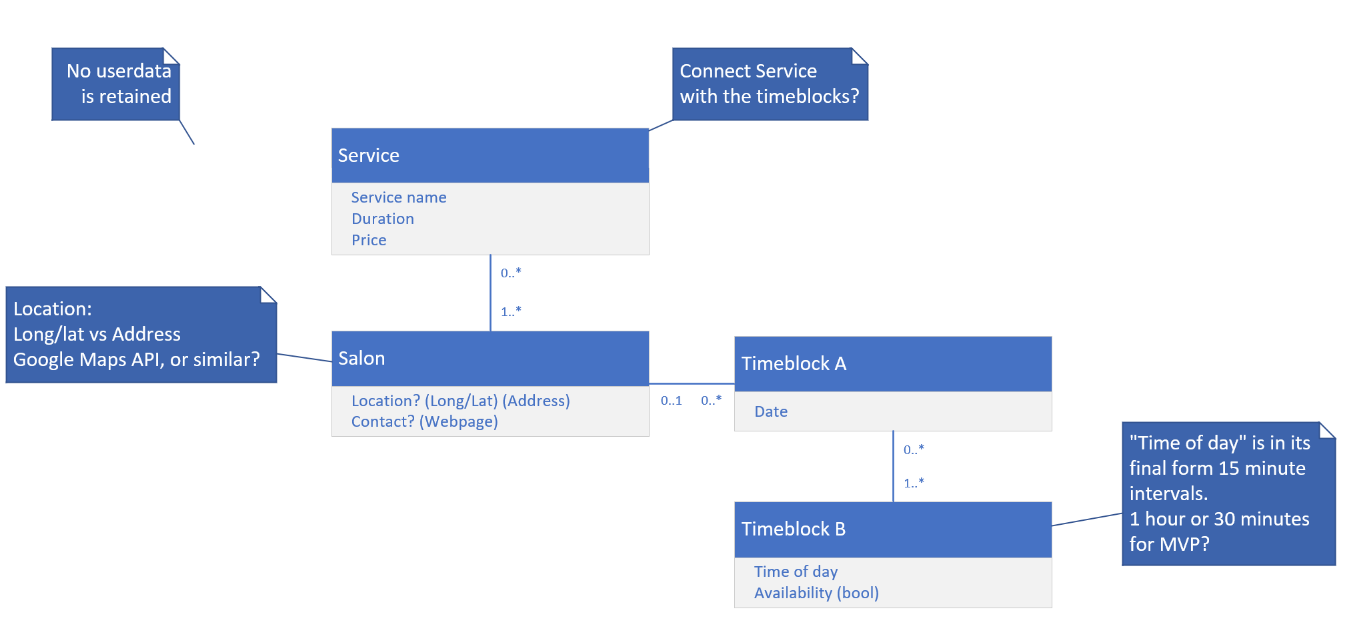 No userdata
is retained
Connect Service
with the timeblocks?
Service
Service name
Duration
Price
0..*
1..*
Location:
Long/lat vs Address
Google Maps API, or similar?
Salon
Location? (Long/Lat) (Address)
Contact? (Webpage)
0..1
0..*
Timeblock A
Date
0..*
1..*
Timeblock B
Time of day
Availability (bool)
"Time of day" is in its
final form 15 minute
intervals.
1 hour or 30 minutes
for MVP?